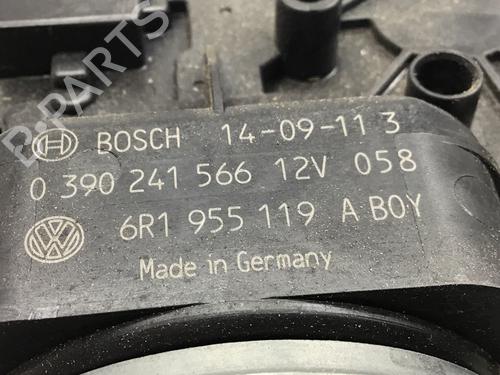 B-PARTS
BOSCH 14-09-11 3
0 390 241 566 12V 058
6R1 955 119 A BOY
Made in Germany